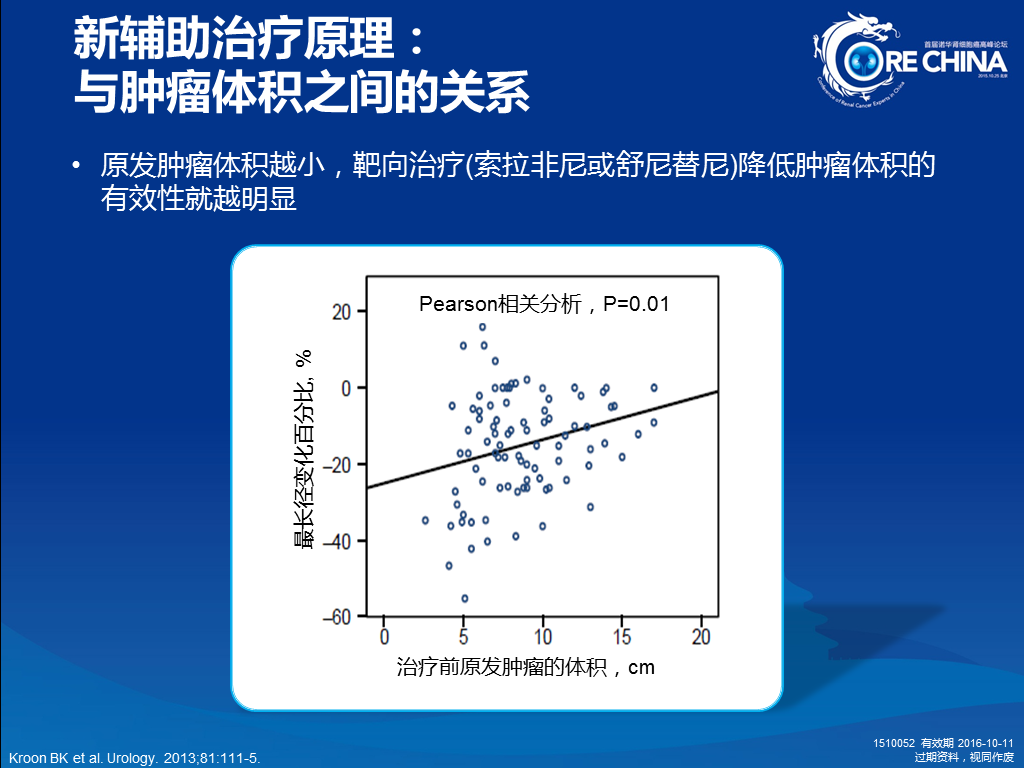 新辅助治疗原理：
与肿瘤体积之间的关系
首届诺华肾细胞癌高峰论坛
CORE CHINA
2015.10.25 北京
Conference of Renal Cancer Experts in China
• 原发肿瘤体积越小，靶向治疗(索拉非尼或舒尼替尼)降低肿瘤体积的
有效性就越明显
Pearson相关分析，P=0.01
最长径变化百分比, %
20
0
–20
–40
–60
0 5 10 15 20
治疗前原发肿瘤的体积，cm
Kroon BK et al. Urology. 2013;81:111-5.
1510052 有效期 2016-10-11
过期资料，视同作废